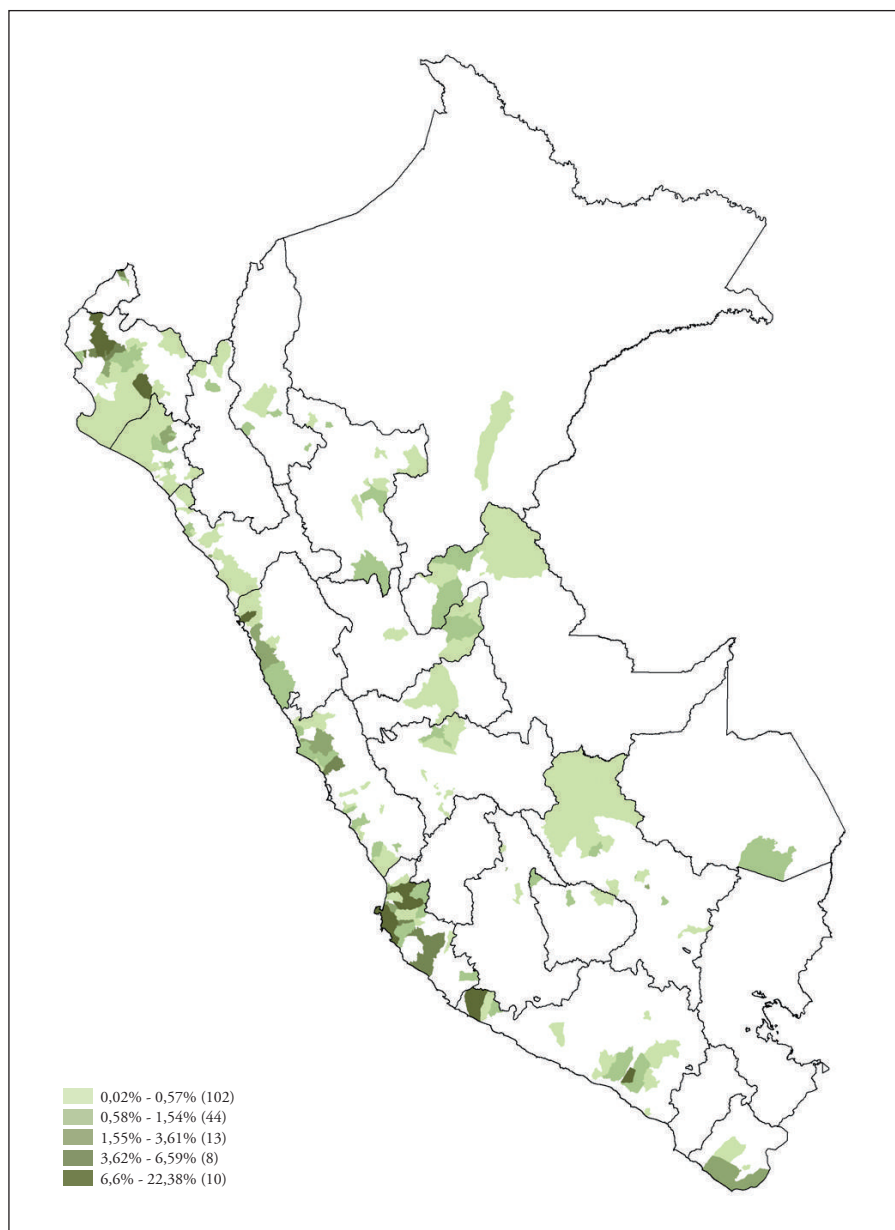 0,02% - 0,57% (102)
0,58% - 1,54% (44)
1,55% - 3,61% (13)
3,62% - 6,59% (8)
6,6% - 22,38% (10)